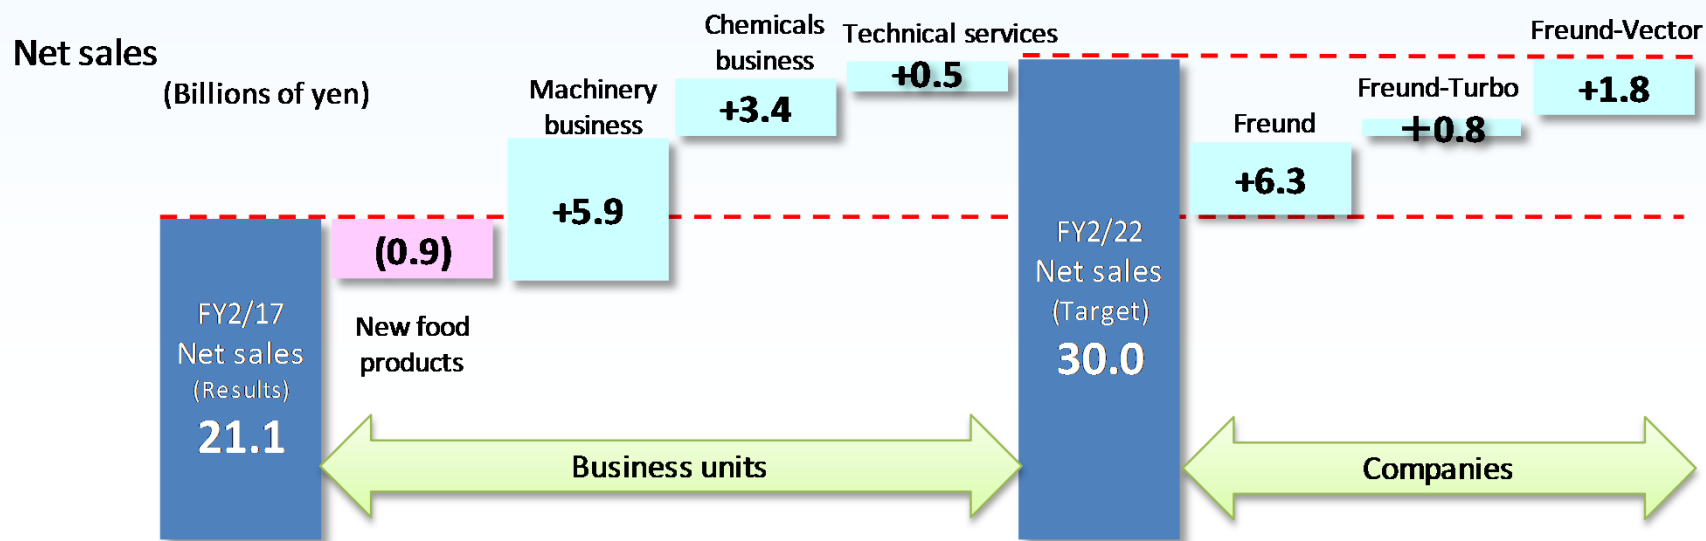 Net sales
(Billions of yen)
FY2/17
Net sales
(Results)
21.1
(0.9)
New food
products
Machinery
business
+5.9
Chemicals
business
+3.4
Technical services
+0.5
FY2/22
Net sales
(Target)
30.0
Freund
+6.3
Freund-Turbo
+0.8
Freund-Vector
+1.8
Business units
Companies